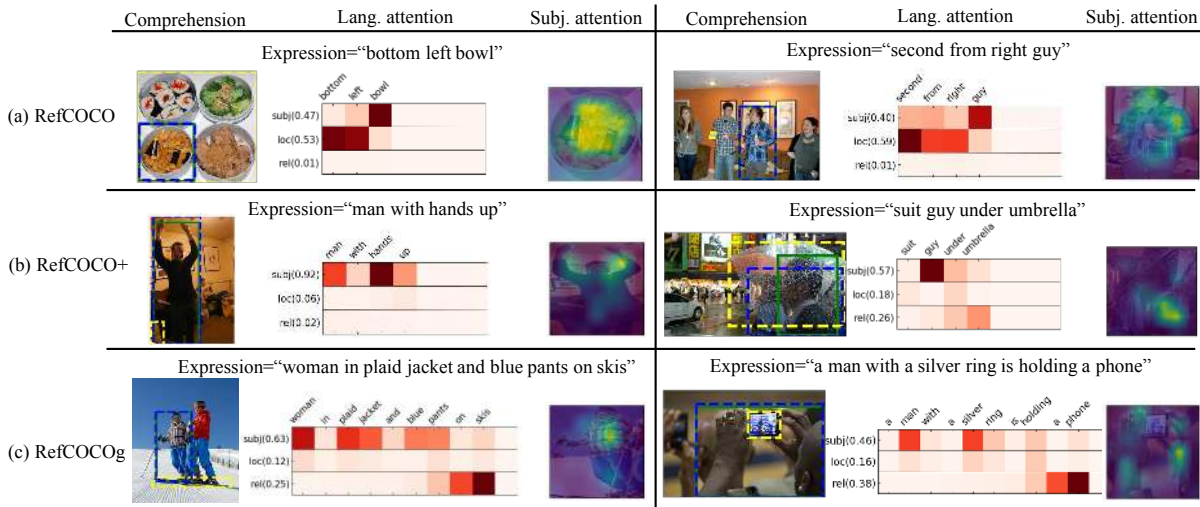 Comprehension Lang. attention Subj. attention Comprehension Lang. attention Subj. attention
(a) RefCOCO
Expression=“bottom left bowl”
bottom left bowl
subj(0.47)
loc(0.53)
rel(0.01)
Expression=“second from right guy”
second from right guy
subj(0.40)
loc(0.59)
rel(0.01)
(b) RefCOCO+
Expression=“man with hands up”
man with hands up
subj(0.92)
loc(0.06)
rel(0.02)
Expression=“suit guy under umbrella”
suit guy under umbrella
subj(0.57)
loc(0.18)
rel(0.26)
(c) RefCOCOg
Expression=“woman in plaid jacket and blue pants on skis”
woman in plaid jacket and blue pants on skis
subj(0.63)
loc(0.12)
rel(0.25)
Expression=“a man with a silver ring is holding a phone”
a man with a silver ring is holding a phone
subj(0.46)
loc(0.16)
rel(0.38)